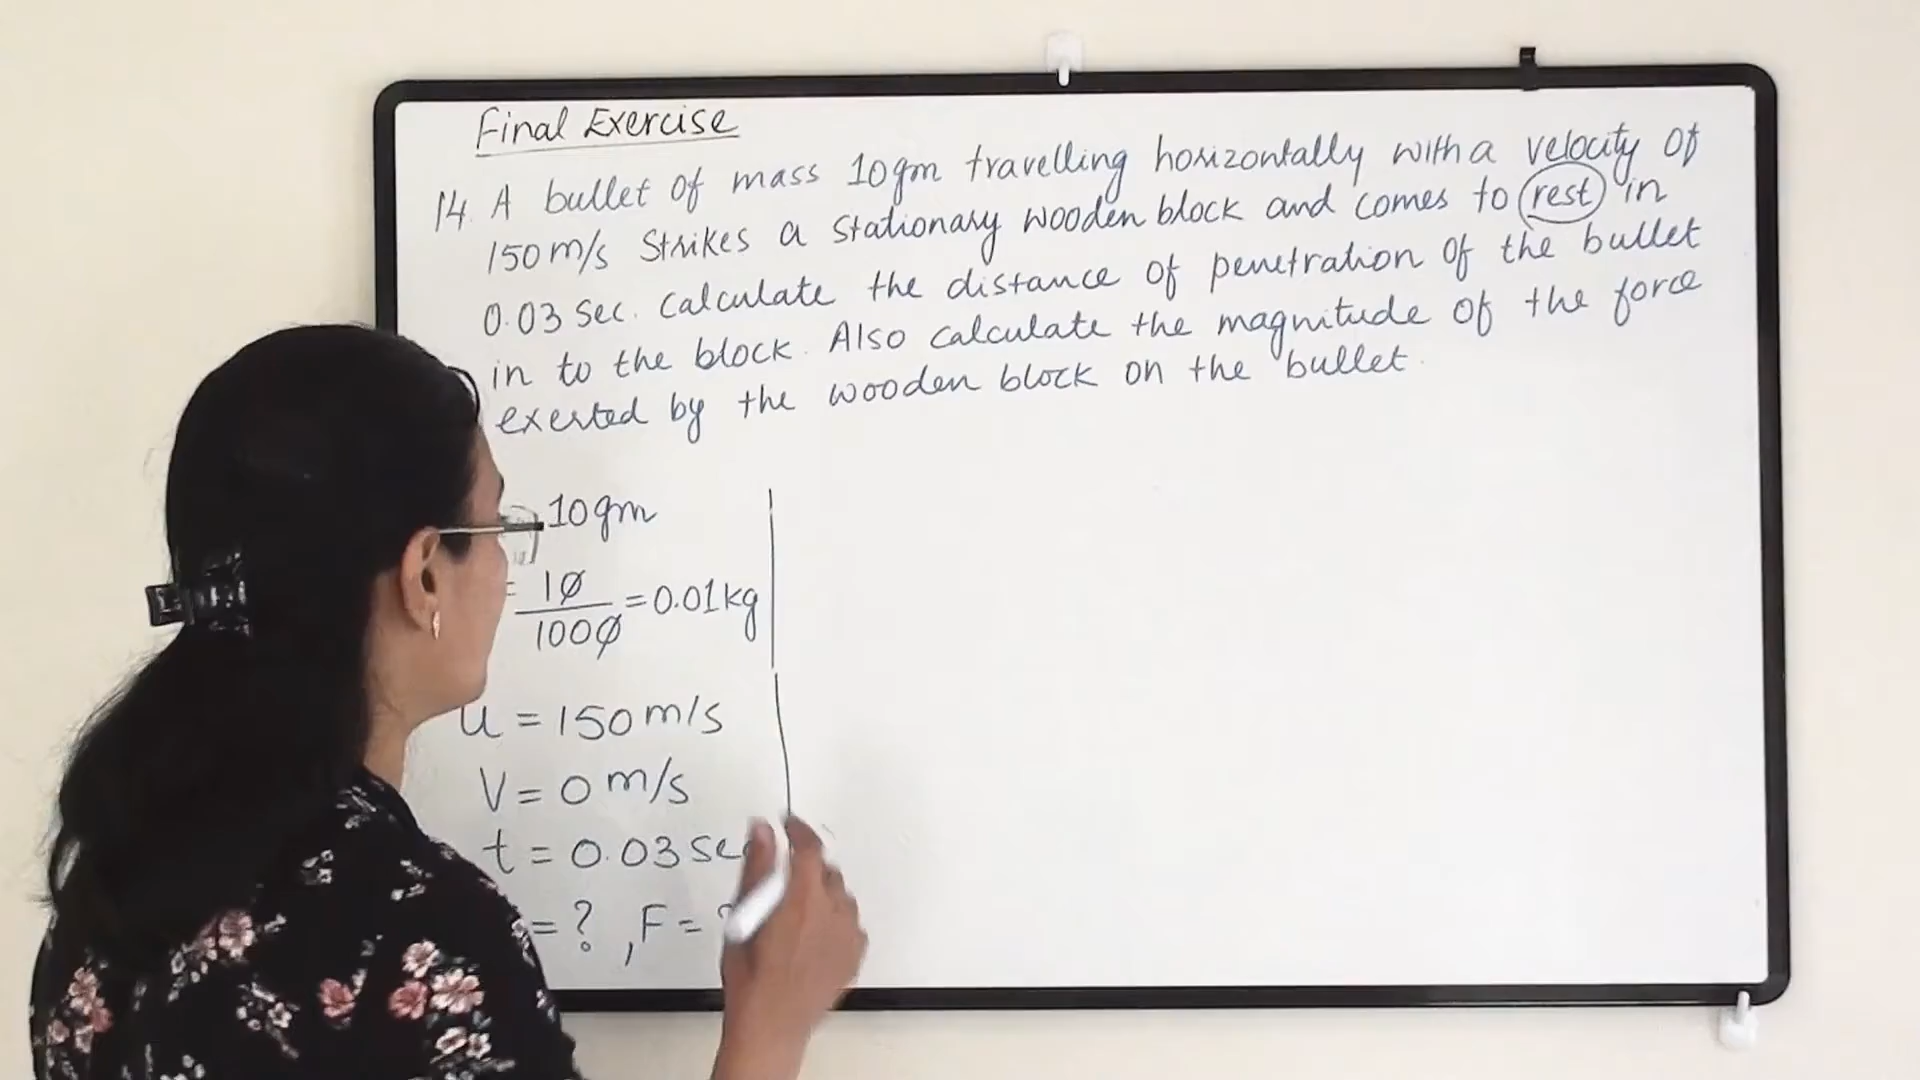 Final Exercise
14. A bullet of mass 10gm travelling horizontally with a velocity of
150 m/s strikes a stationary wooden block and comes to rest in
0.03 sec. calculate the distance of penetration of the bullet
in to the block. Also calculate the magnitude of the force
exerted by the wooden block on the bullet.
10gm
= 10/1000 = 0.01kg
u = 150 m/s
V = 0 m/s
t = 0.03 sec
= ? , F = ?